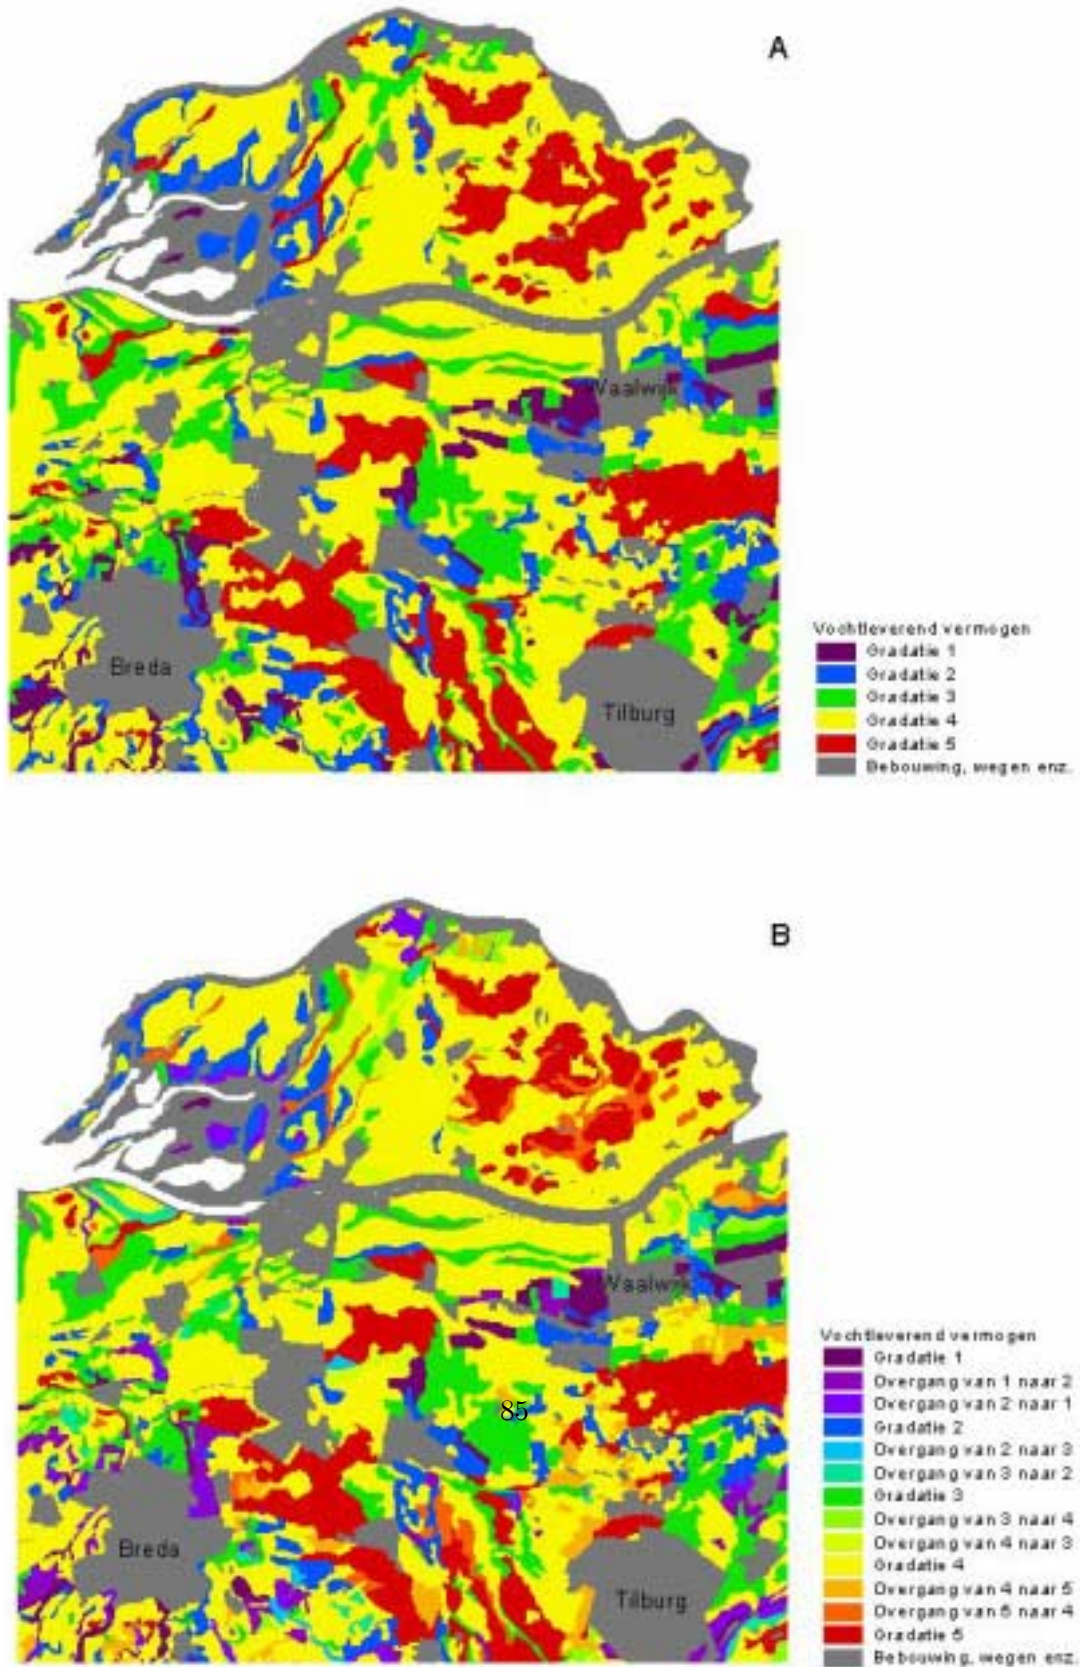 A
Waalwijk
Breda
Tilburg
Vochtleverend vermogen
Gradatie 1
Gradatie 2
Gradatie 3
Gradatie 4
Gradatie 5
Bebouwing, wegen enz.
B
Waalwijk
85
Breda
Tilburg
Vochtleverend vermogen
Gradatie 1
Overgang van 1 naar 2
Overgang van 2 naar 1
Gradatie 2
Overgang van 2 naar 3
Overgang van 3 naar 2
Gradatie 3
Overgang van 3 naar 4
Overgang van 4 naar 3
Gradatie 4
Overgang van 4 naar 5
Overgang van 5 naar 4
Gradatie 5
Bebouwing, wegen enz.